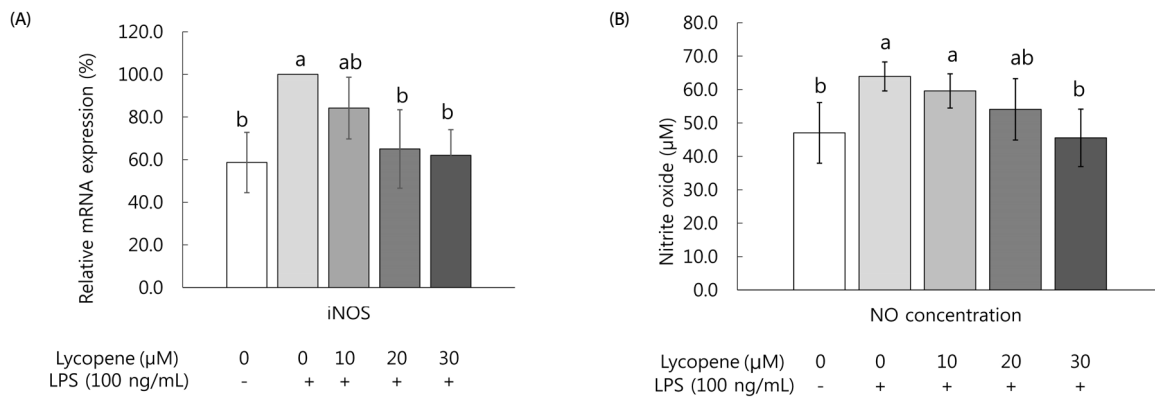 (A)
Relative mRNA expression (%)
120.0
100.0
80.0
60.0
40.0
20.0
0.0
b
a
ab
b
b
iNOS
Lycopene (μM) 0 0 10 20 30
LPS (100 ng/mL) - + + + +
(B)
Nitrite oxide (μM)
80.0
70.0
60.0
50.0
40.0
30.0
20.0
10.0
0.0
b
a
a
ab
b
NO concentration
Lycopene (μM) 0 0 10 20 30
LPS (100 ng/mL) - + + + +